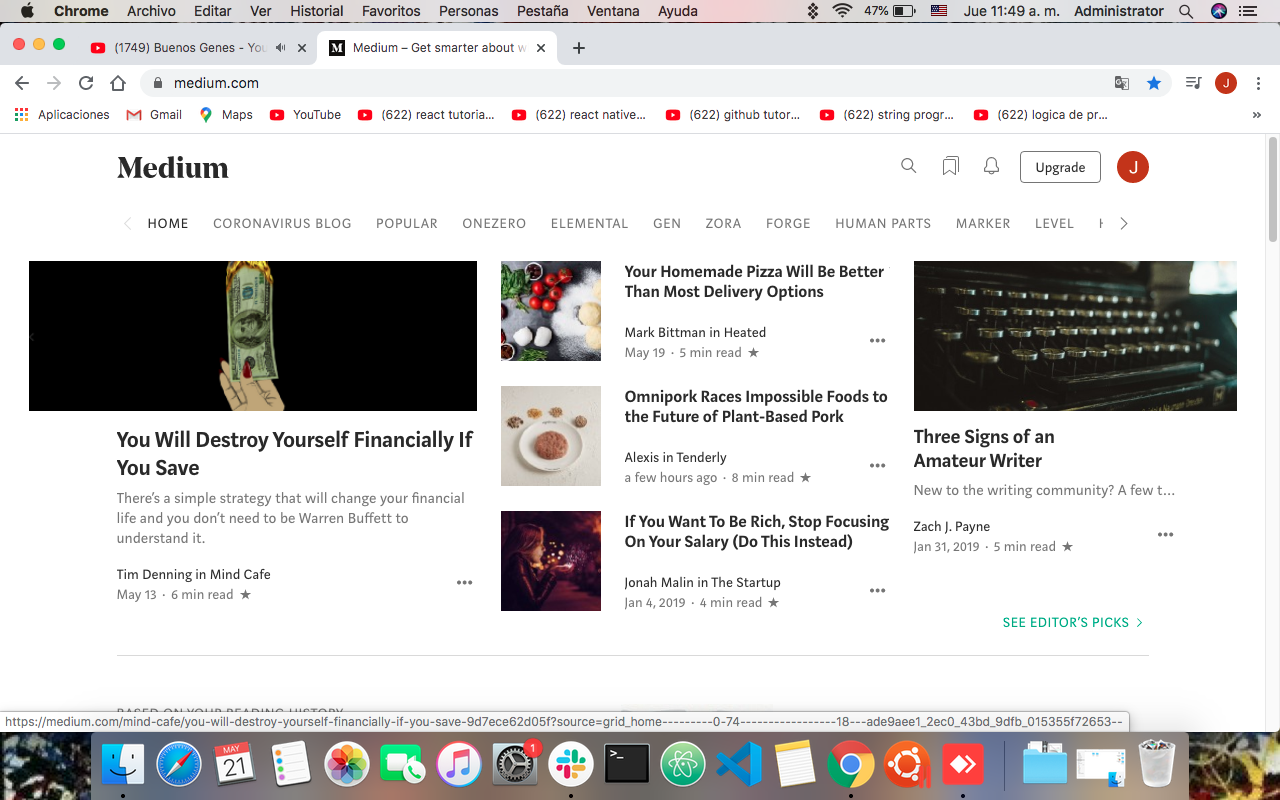 Chrome Archivo Editar Ver Historial Favoritos Personas Pestaña Ventana Ayuda 47% Jue 11:49 a. m. Administrator
(1749) Buenos Genes - You
Medium – Get smarter about w
medium.com J
Aplicaciones Gmail Maps YouTube (622) react tutoria... (622) react native... (622) github tutor... (622) string progr... (622) logica de pr... »
Medium
Upgrade J
HOME CORONAVIRUS BLOG POPULAR ONEZERO ELEMENTAL GEN ZORA FORGE HUMAN PARTS MARKER LEVEL
You Will Destroy Yourself Financially If
You Save
There’s a simple strategy that will change your financial
life and you don’t need to be Warren Buffett to
understand it.
Tim Denning in Mind Cafe
May 13 · 6 min read ★
Your Homemade Pizza Will Be Better
Than Most Delivery Options
Mark Bittman in Heated
May 19 · 5 min read ★
Omnipork Races Impossible Foods to
the Future of Plant-Based Pork
Alexis in Tenderly
a few hours ago · 8 min read ★
If You Want To Be Rich, Stop Focusing
On Your Salary (Do This Instead)
Jonah Malin in The Startup
Jan 4, 2019 · 4 min read ★
Three Signs of an
Amateur Writer
New to the writing community? A few t…
Zach J. Payne
Jan 31, 2019 · 5 min read ★
SEE EDITOR’S PICKS
BASED ON YOUR READING HISTORY
https://medium.com/mind-cafe/you-will-destroy-yourself-financially-if-you-save-9d7ece62d05f?source=grid_home---------0-74-----------------18---ade9aee1_2ec0_43bd_9dfb_015355f72653--
MAY
21
1
>_